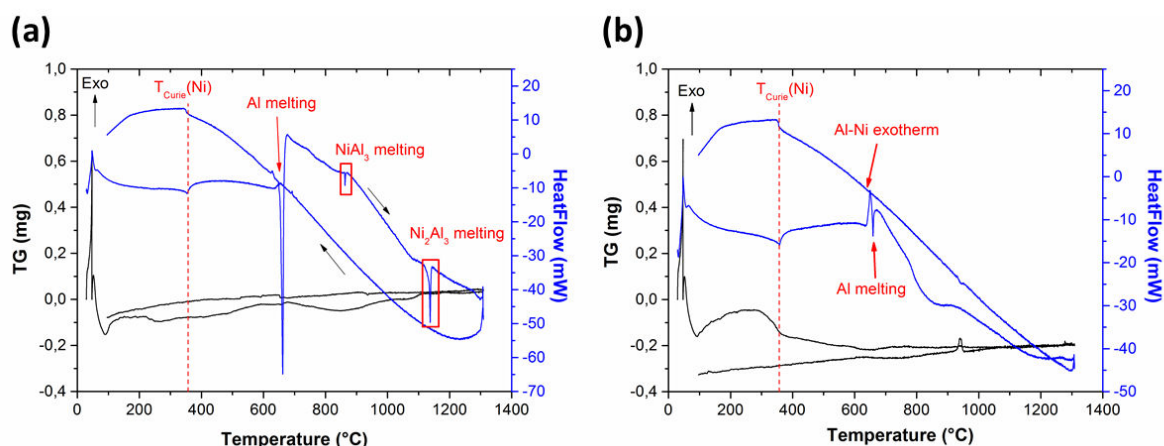 (a)
Exo
T_Curie(Ni)
Al melting
NiAl₃ melting
Ni₂Al₃ melting
TG (mg)
1,0
0,8
0,6
0,4
0,2
0,0
-0,2
-0,4
HeatFlow (mW)
20
10
0
-10
-20
-30
-40
-50
-60
-70
0 200 400 600 800 1000 1200 1400
Temperature (°C)
(b)
Exo
T_Curie(Ni)
Al-Ni exotherm
Al melting
TG (mg)
1,0
0,8
0,6
0,4
0,2
0,0
-0,2
-0,4
HeatFlow (mW)
20
10
0
-10
-20
-30
-40
-50
0 200 400 600 800 1000 1200 1400
Temperature (°C)